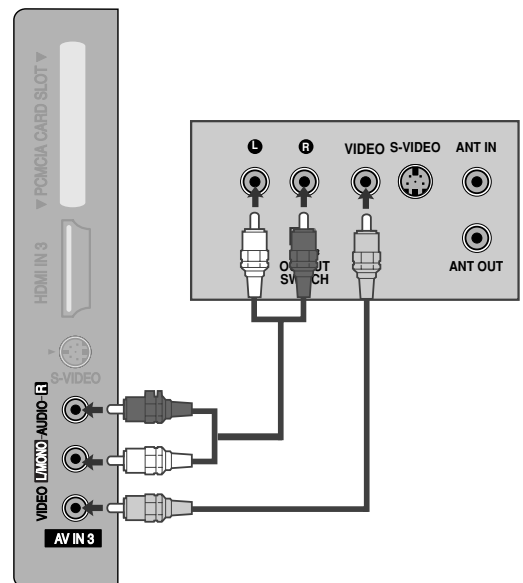 ▼ PCMCIA CARD SLOT ▼
HDMI IN 3
S-VIDEO
VIDEO L/MONO-AUDIO-R
AV IN 3
L R VIDEO S-VIDEO ANT IN
ANT OUT
SWITCH